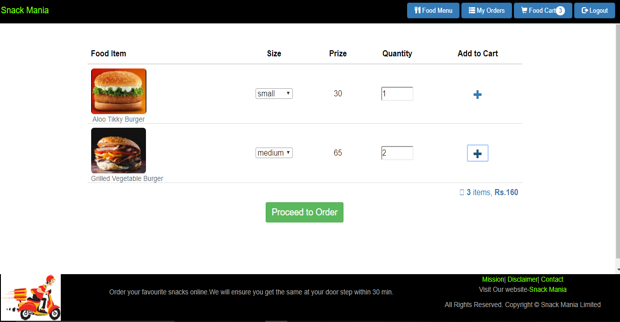 Snack Mania
Food Menu
My Orders
Food Cart 3
Logout
Food Item Size Prize Quantity Add to Cart
small 30 1
Aloo Tikky Burger
medium 65 2
Grilled Vegetable Burger
3 items, Rs.160
Proceed to Order
Mission| Disclaimer| Contact
Visit Our website-Snack Mania
Order your favourite snacks online.We will ensure you get the same at your door step within 30 min.
All Rights Reserved. Copyright © Snack Mania Limited